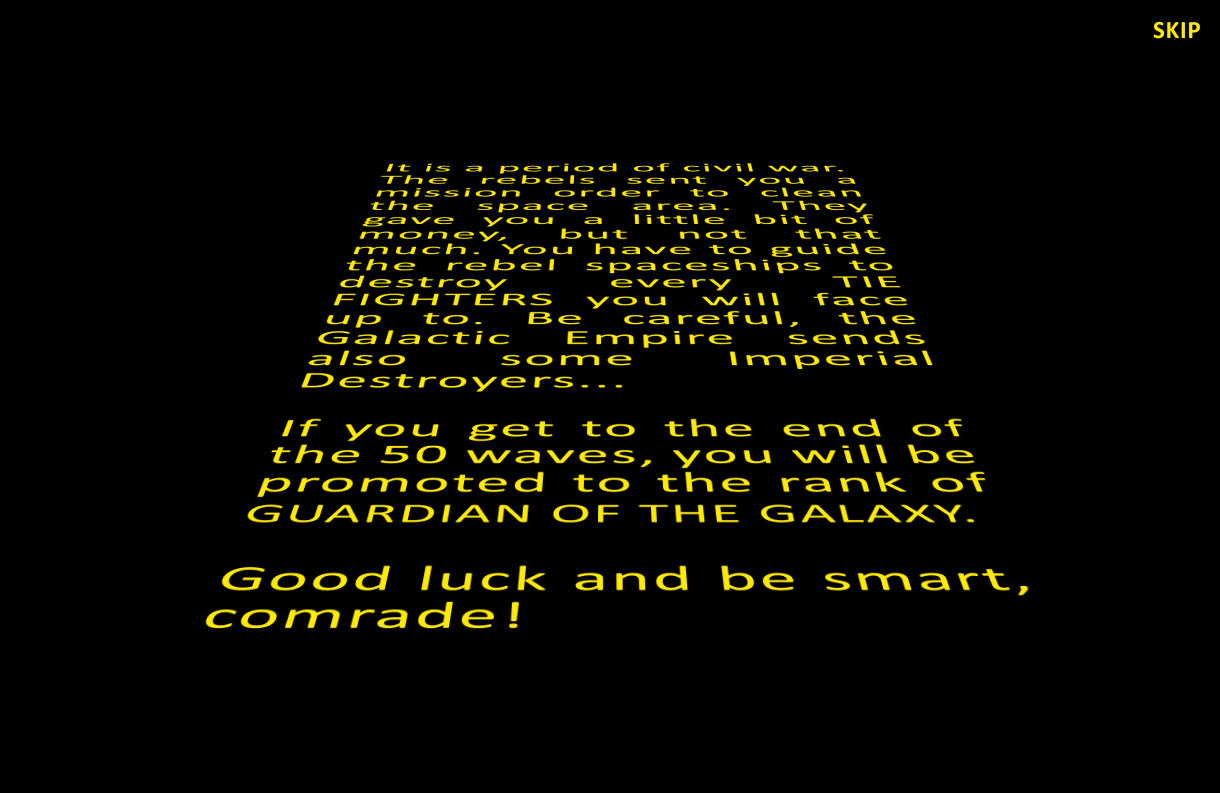 SKIP
It is a period of civil war.
The rebels sent you a
mission order to clean
the space area. They
gave you a little bit of
money, but not that
much. You have to guide
the rebel spaceships to
destroy every TIE
FIGHTERS you will face
up to. Be careful, the
Galactic Empire sends
also some Imperial
Destroyers...
If you get to the end of
the 50 waves, you will be
promoted to the rank of
GUARDIAN OF THE GALAXY.
Good luck and be smart,
comrade!